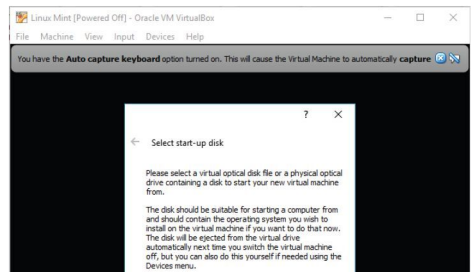 Linux Mint [Powered Off] - Oracle VM VirtualBox
File Machine View Input Devices Help
You have the Auto capture keyboard option turned on. This will cause the Virtual Machine to automatically capture
?
Select start-up disk
Please select a virtual optical disk file or a physical optical
drive containing a disk to start your new virtual machine
from.
The disk should be suitable for starting a computer from
and should contain the operating system you wish to
install on the virtual machine if you want to do that now.
The disk will be ejected from the virtual drive
automatically next time you switch the virtual machine
off, but you can also do this yourself if needed using the
Devices menu.